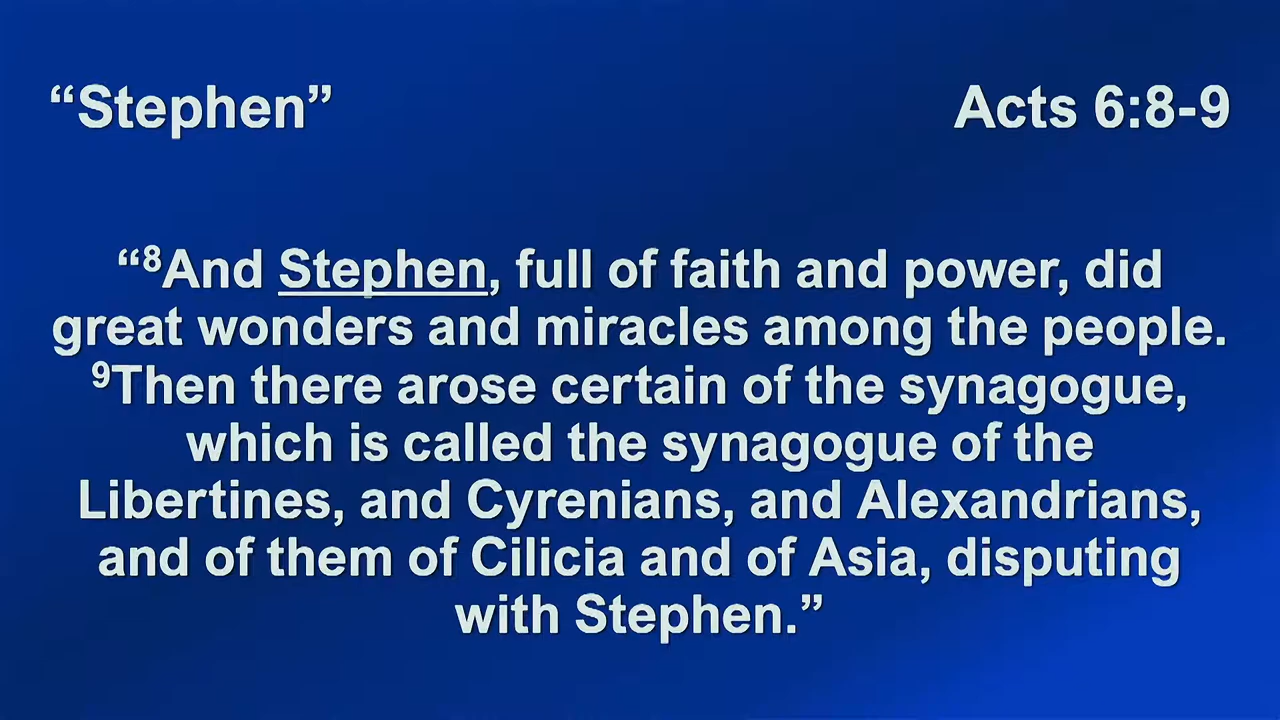 “Stephen” Acts 6:8-9
“⁸And Stephen, full of faith and power, did
great wonders and miracles among the people.
⁹Then there arose certain of the synagogue,
which is called the synagogue of the
Libertines, and Cyrenians, and Alexandrians,
and of them of Cilicia and of Asia, disputing
with Stephen.”